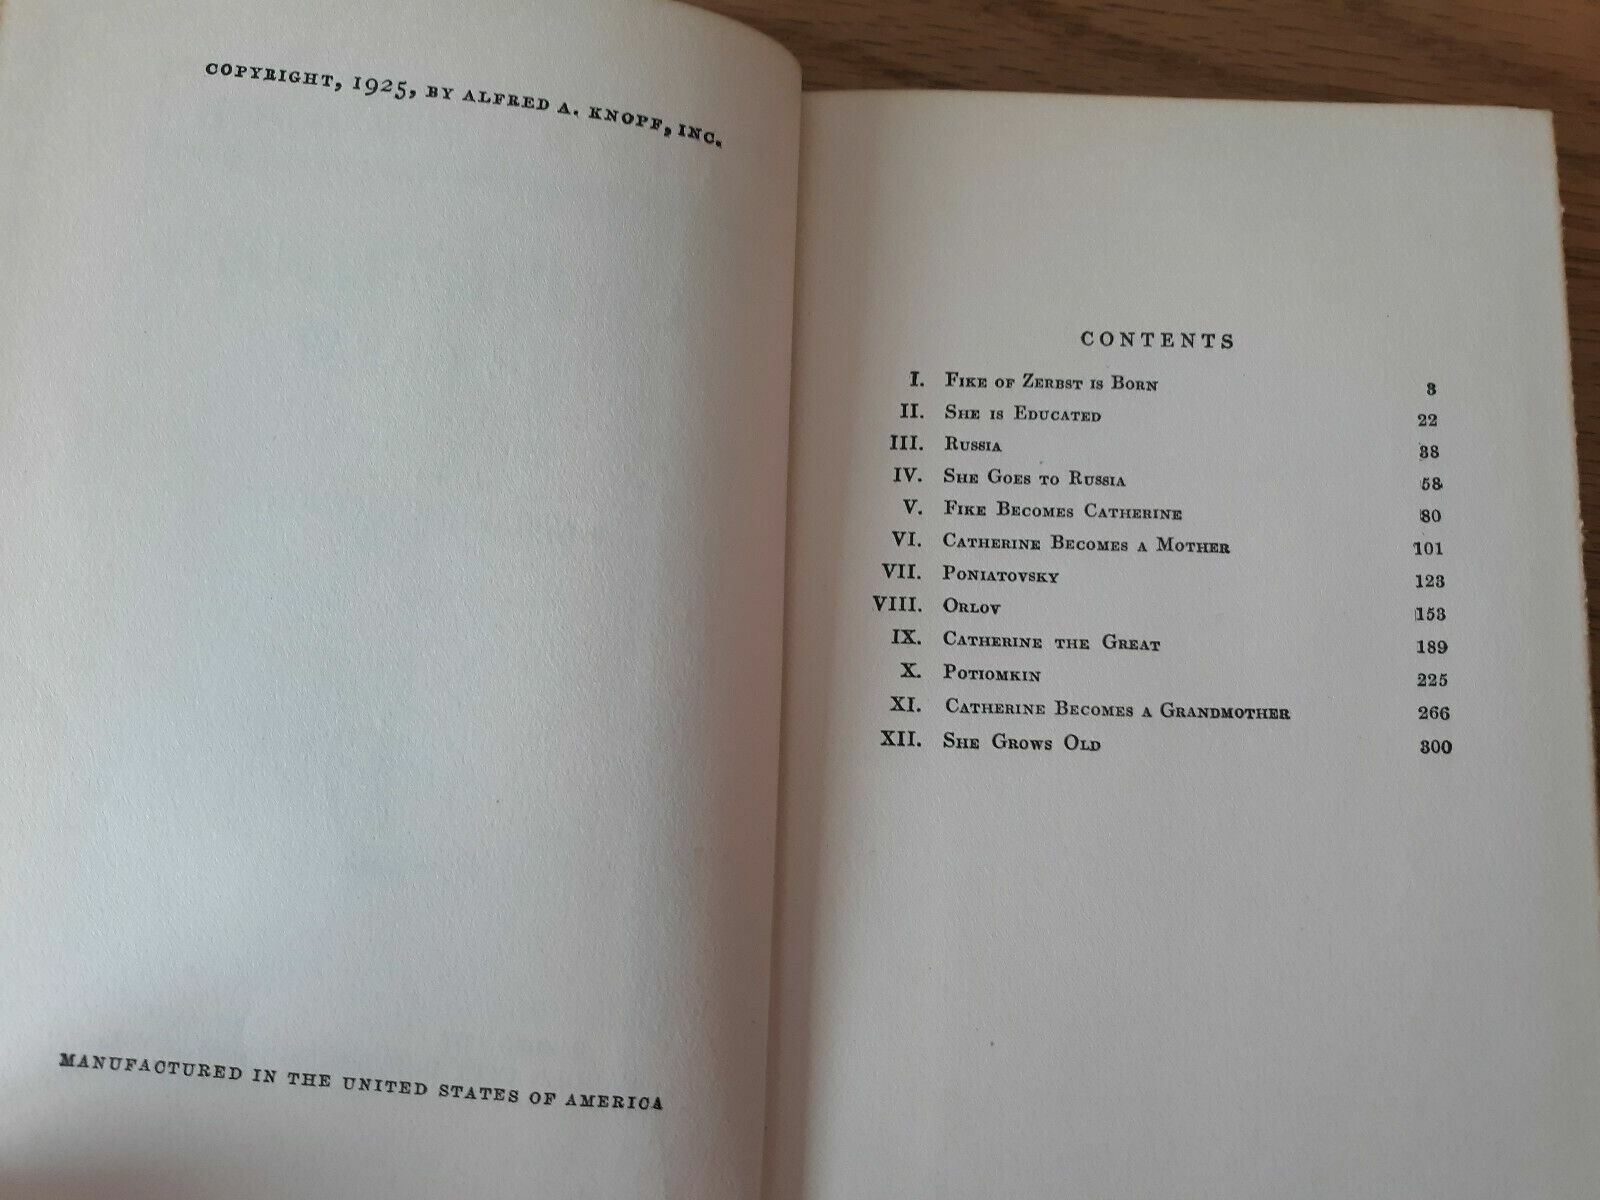 COPYRIGHT, 1925, BY ALFRED A. KNOPF, INC.
MANUFACTURED IN THE UNITED STATES OF AMERICA
CONTENTS
I. FIKE OF ZERBST IS BORN 3
II. SHE IS EDUCATED 22
III. RUSSIA 38
IV. SHE GOES TO RUSSIA 58
V. FIKE BECOMES CATHERINE 80
VI. CATHERINE BECOMES A MOTHER 101
VII. PONIATOVSKY 123
VIII. ORLOV 153
IX. CATHERINE THE GREAT 189
X. POTIOMKIN 225
XI. CATHERINE BECOMES A GRANDMOTHER 266
XII. SHE GROWS OLD 300